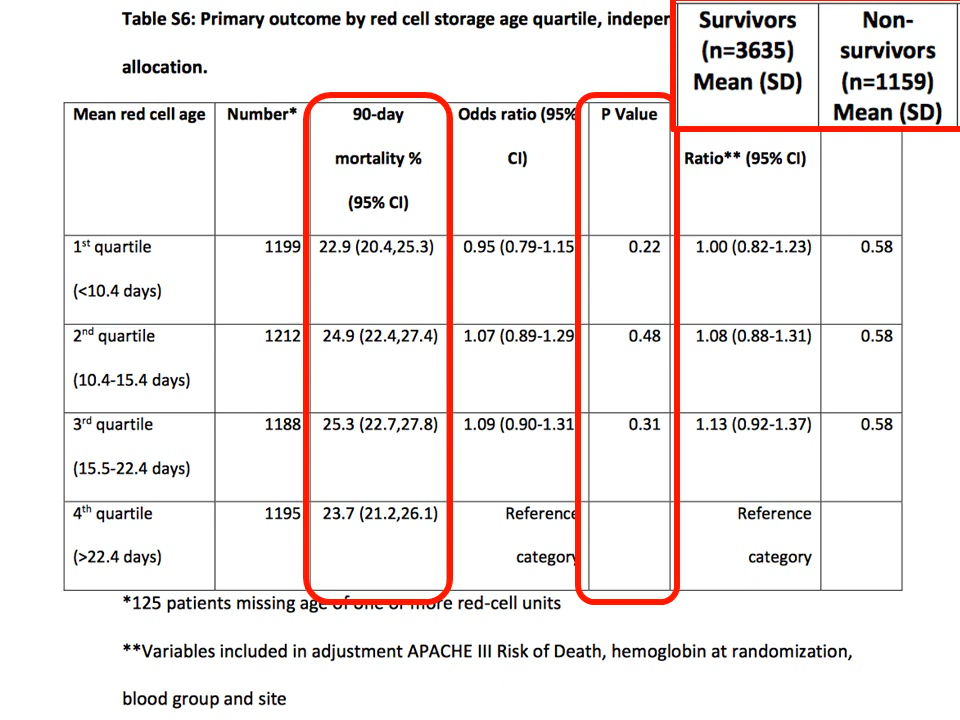 Table S6: Primary outcome by red cell storage age quartile, indepen
allocation.
Survivors
(n=3635)
Mean (SD)
Non-
survivors
(n=1159)
Mean (SD)
Mean red cell age
Number*
90-day
mortality %
(95% CI)
Odds ratio (95%
CI)
P Value
Ratio** (95% CI)
1st quartile
(<10.4 days)
1199
22.9 (20.4,25.3)
0.95 (0.79-1.15
0.22
1.00 (0.82-1.23)
0.58
2nd quartile
(10.4-15.4 days)
1212
24.9 (22.4,27.4)
1.07 (0.89-1.29
0.48
1.08 (0.88-1.31)
0.58
3rd quartile
(15.5-22.4 days)
1188
25.3 (22.7,27.8)
1.09 (0.90-1.31
0.31
1.13 (0.92-1.37)
0.58
4th quartile
(>22.4 days)
1195
23.7 (21.2,26.1)
Reference
category
Reference
category
*125 patients missing age of one or more red-cell units
**Variables included in adjustment APACHE III Risk of Death, hemoglobin at randomization,
blood group and site